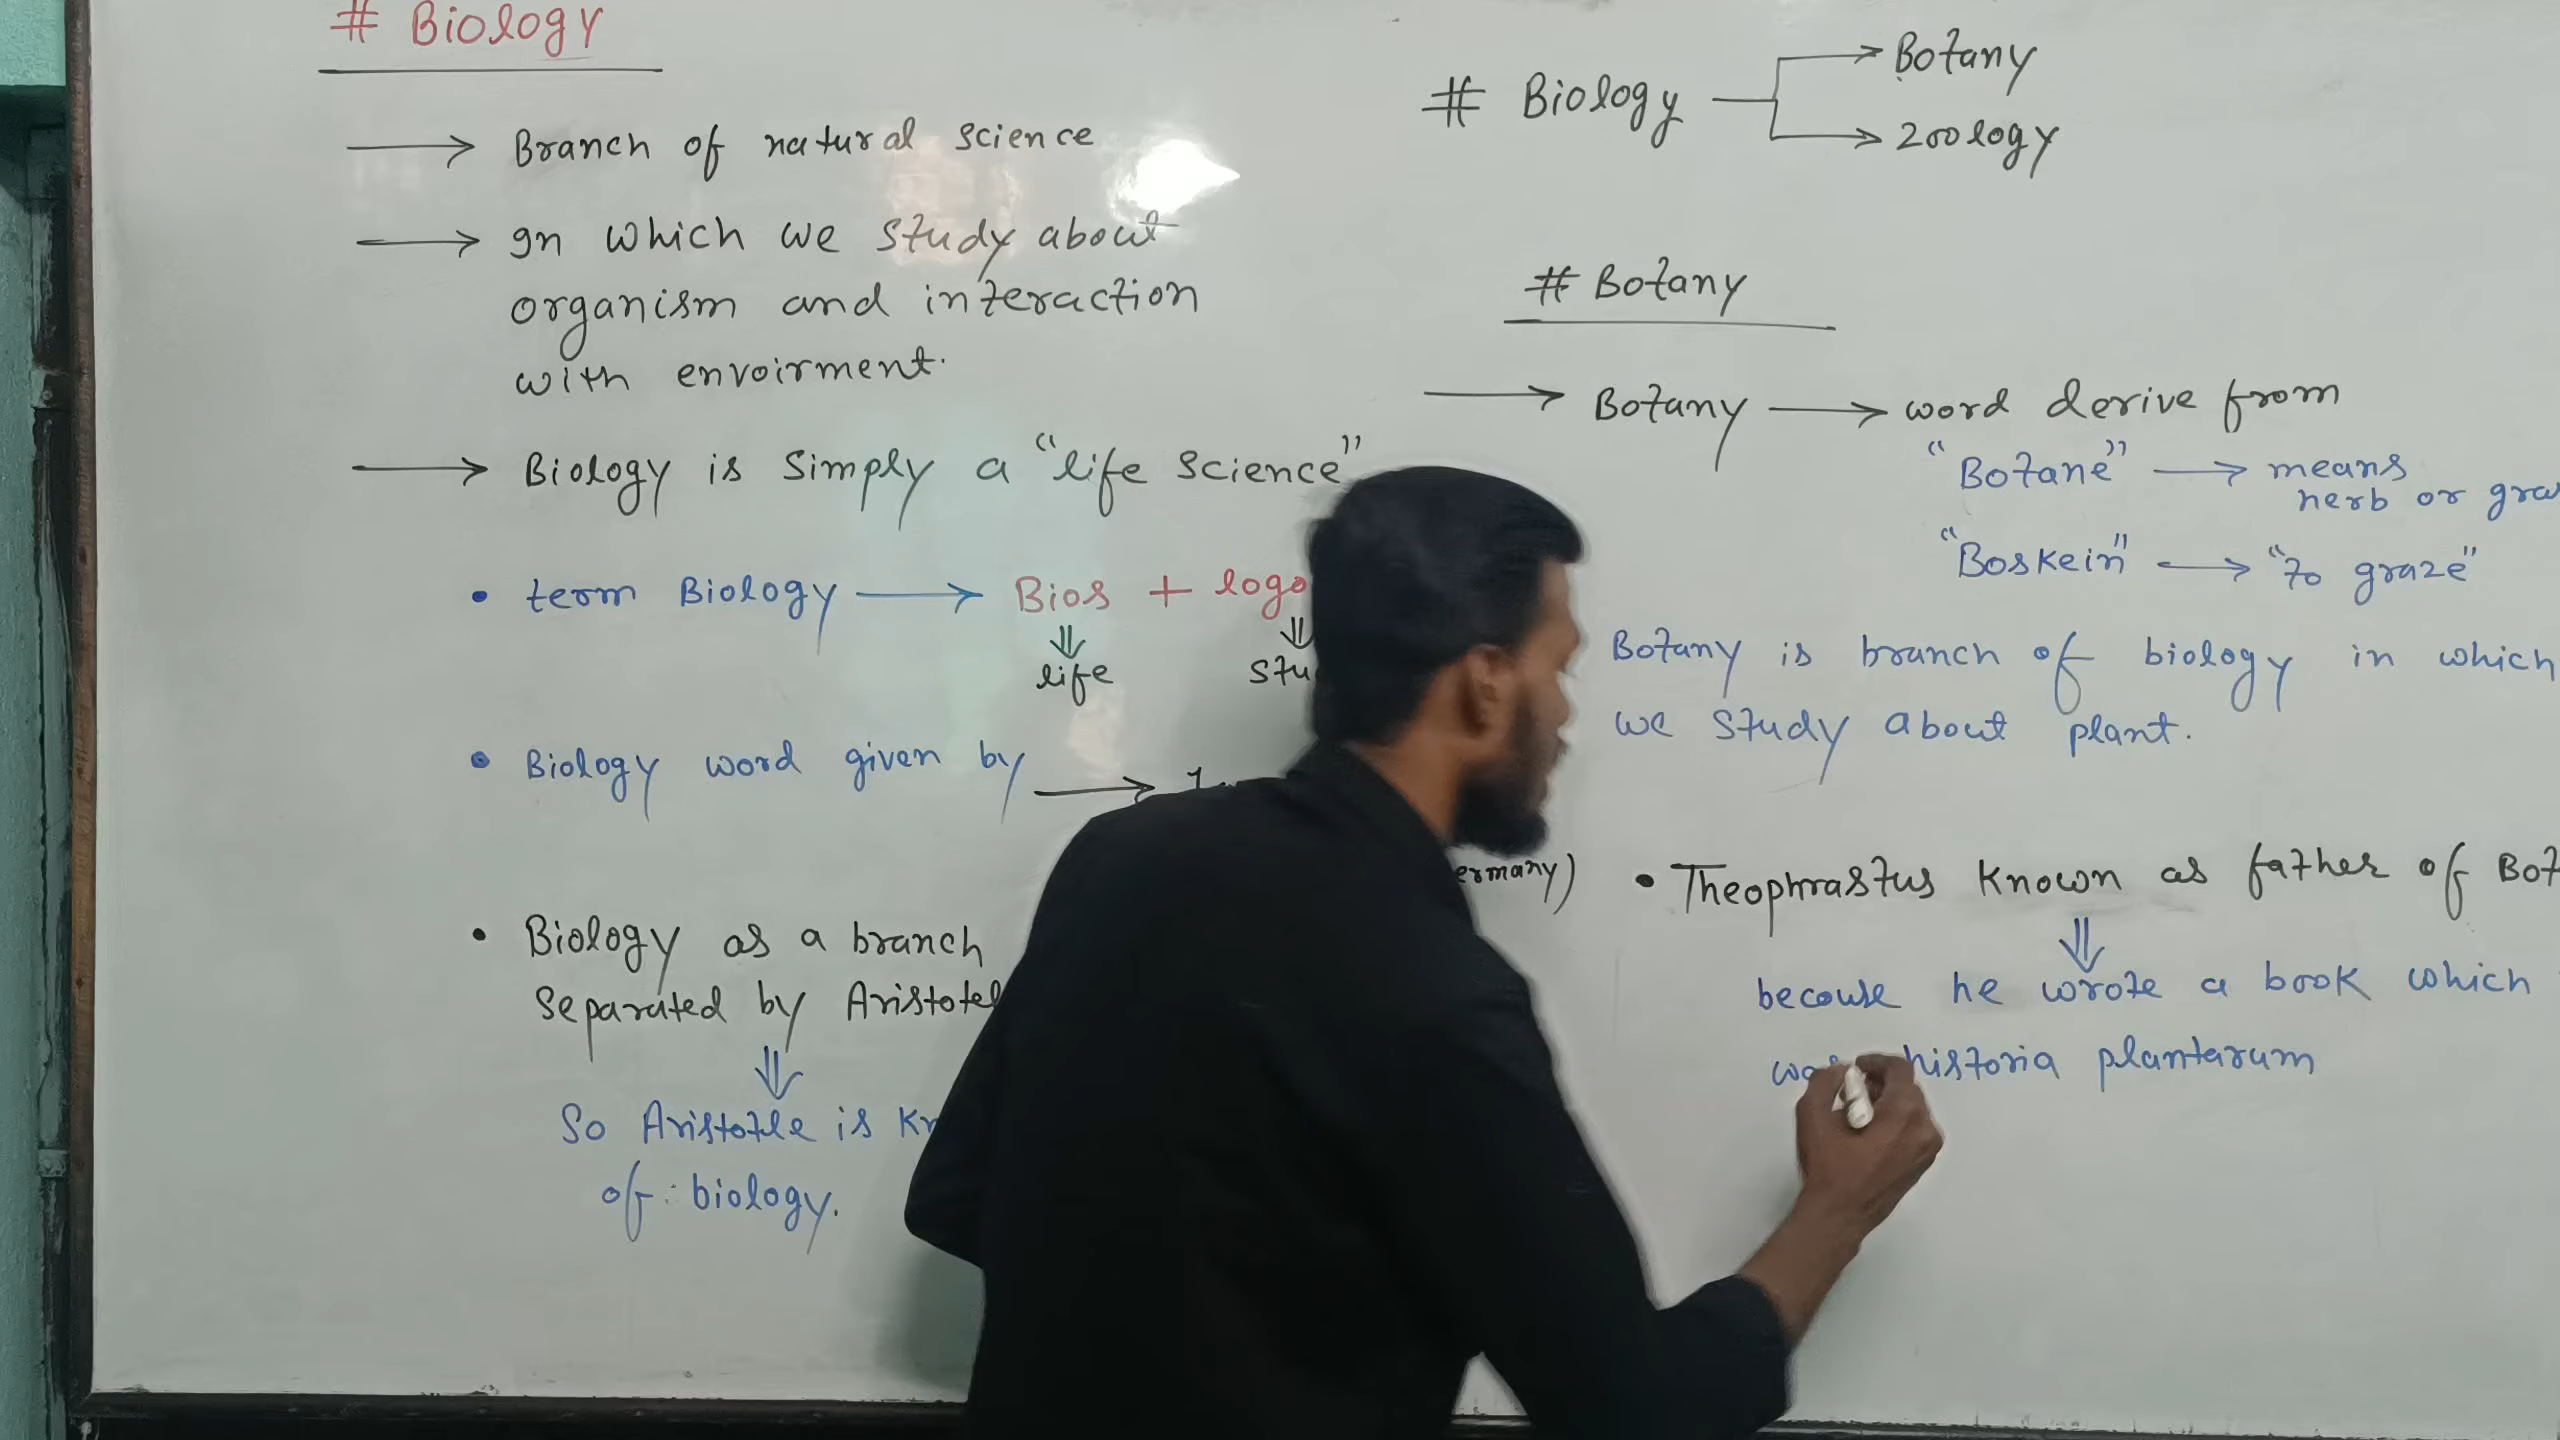 # Biology
→ Branch of natural science
→ In which we study about
organism and interaction
with envoirment.
→ Biology is simply a "life science"
• term Biology → Bios + logo
⇓ ⇓
life stu
• Biology word given by →
ermany)
• Biology as a branch
Separated by Aristotel
⇓
So Aristotle is Kn
of biology.
# Biology → Botany
→ Zoology
# Botany
→ Botany → word derive from
"Botane" → means
herb or gra
"Boskein" → "to graze"
Botany is branch of biology in which
we study about plant.
• Theophrastus Known as father of Bot
⇓
becouse he wrote a book which
historia plantarum